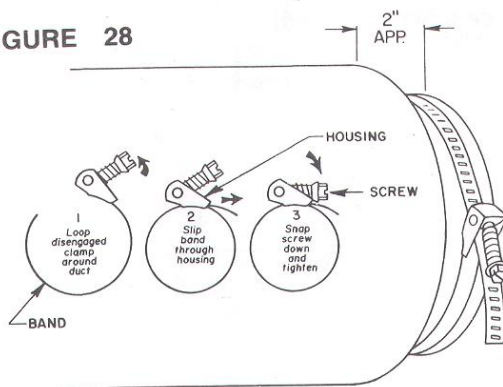 GURE 28
2"
APP.
HOUSING
SCREW
1
Loop
disengaged
clamp
around
duct
2
Slip
band
through
housing
3
Snap
screw
down
and
tighten
BAND